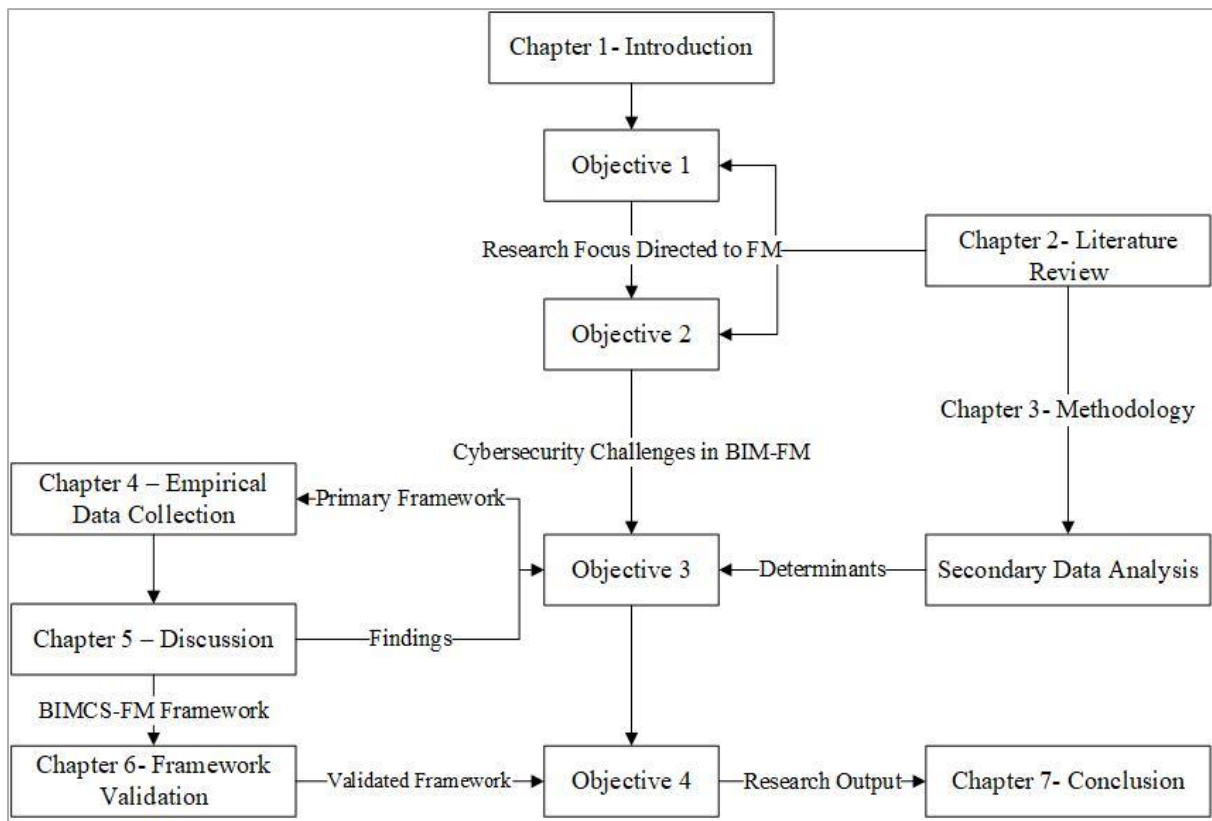 Chapter 1- Introduction
Objective 1
Research Focus Directed to FM
Chapter 2- Literature
Review
Objective 2
Chapter 3- Methodology
Cybersecurity Challenges in BIM-FM
Chapter 4 – Empirical
Data Collection
Primary Framework
Objective 3
Determinants
Secondary Data Analysis
Chapter 5 – Discussion
Findings
BIMCS-FM Framework
Chapter 6- Framework
Validation
Validated Framework
Objective 4
Research Output
Chapter 7- Conclusion